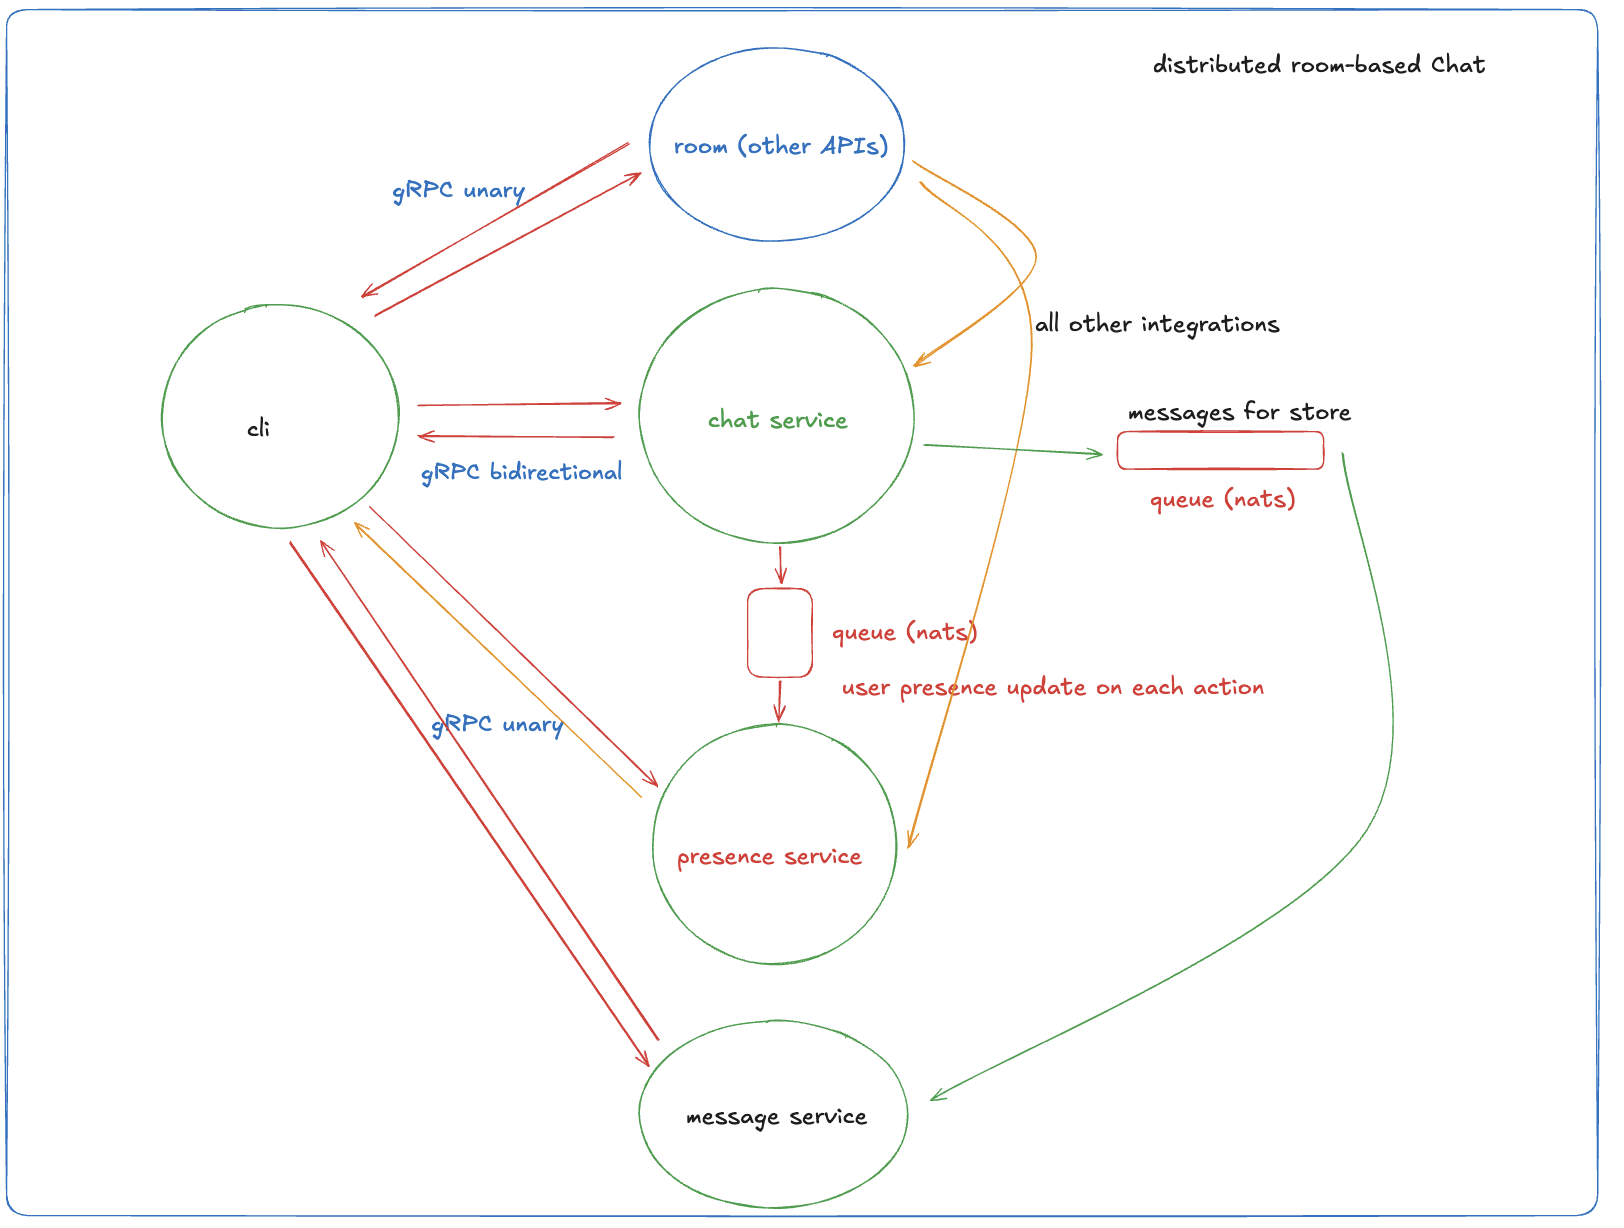 distributed room-based Chat
room (other APIs)
gRPC unary
all other integrations
messages for store
cli
chat service
gRPC bidirectional
queue (nats)
queue (nats)
user presence update on each action
gRPC unary
presence service
message service